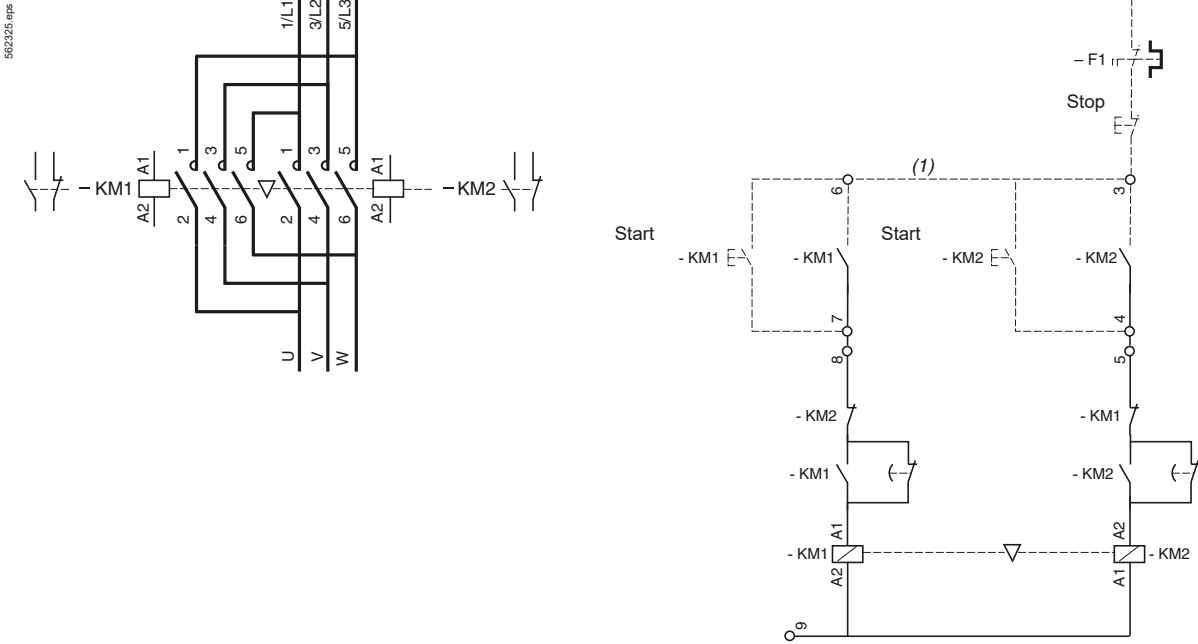 562325.eps
1/L1
3/L2
5/L3
1 3 5 1 3 5
– KM1 A1 A2
A1 A2 – KM2
2 4 6 2 4 6
U V W
– F1
Stop
(1)
6 3
Start
- KM1
- KM1
Start
- KM2
- KM2
7 4
8 5
- KM2
- KM1
- KM1
- KM2
A1 A2
- KM1
- KM2
A2 A1
9